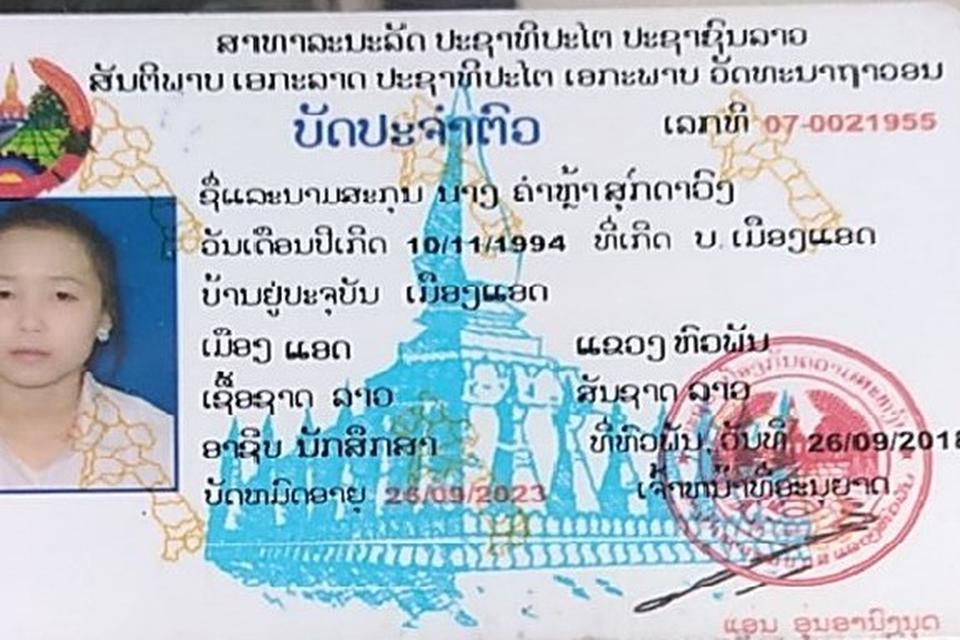 ສາທາລະນະລັດ ປະຊາທິປະໄຕ ປະຊາຊົນລາວ
ສັນຕິພາບ ເອກະລາດ ປະຊາທິປະໄຕ ເອກະພາບ ວັດທະນາຖາວອນ
ບັດປະຈຳຕົວ ເລກທີ 07-0021955
ຊື່ແລະນາມສະກຸນ ນາງ ຄຳຫຼ້າ ສຸກດາວົງ
ວັນເດືອນປີເກີດ 10/11/1994 ທີ່ເກີດ ບ. ເມືອງແອດ
ບ້ານຢູ່ປະຈຸບັນ ເມືອງແອດ
ເມືອງ ແອດ ແຂວງ ຫົວພັນ
ເຊື້ອຊາດ ລາວ ສັນຊາດ ລາວ
ອາຊີບ ນັກສຶກສາ ທີ່ຫົວພັນ, ວັນທີ 26/09/2018
ບັດຫມົດອາຍຸ 26/09/2023 ເຈົ້າຫນ້າທີ່ອະນຸຍາດ
ແອນ